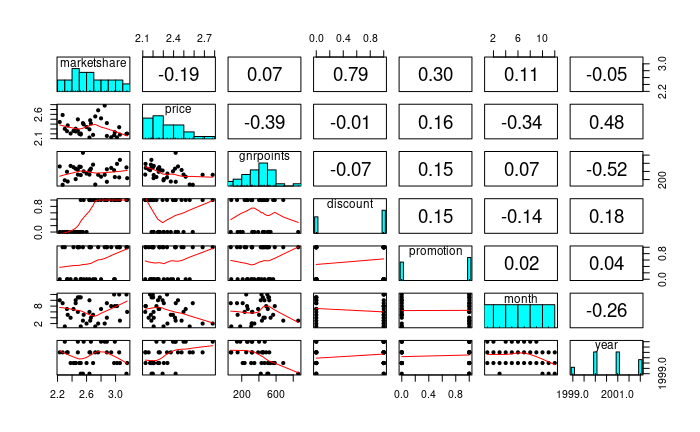 2.1 2.4 2.7 0.0 0.4 0.8 2 6 10
marketshare -0.19 0.07 0.79 0.30 0.11 -0.05 2.2 3.0
2.1 2.6 price -0.39 -0.01 0.16 -0.34 0.48
gnrpoints -0.07 0.15 0.07 -0.52 200
0.0 0.8 discount 0.15 -0.14 0.18
promotion 0.02 0.04 0.0 0.8
2 8 month -0.26
year 1999.0
2.2 2.6 3.0 200 600 0.0 0.4 0.8 1999.0 2001.0